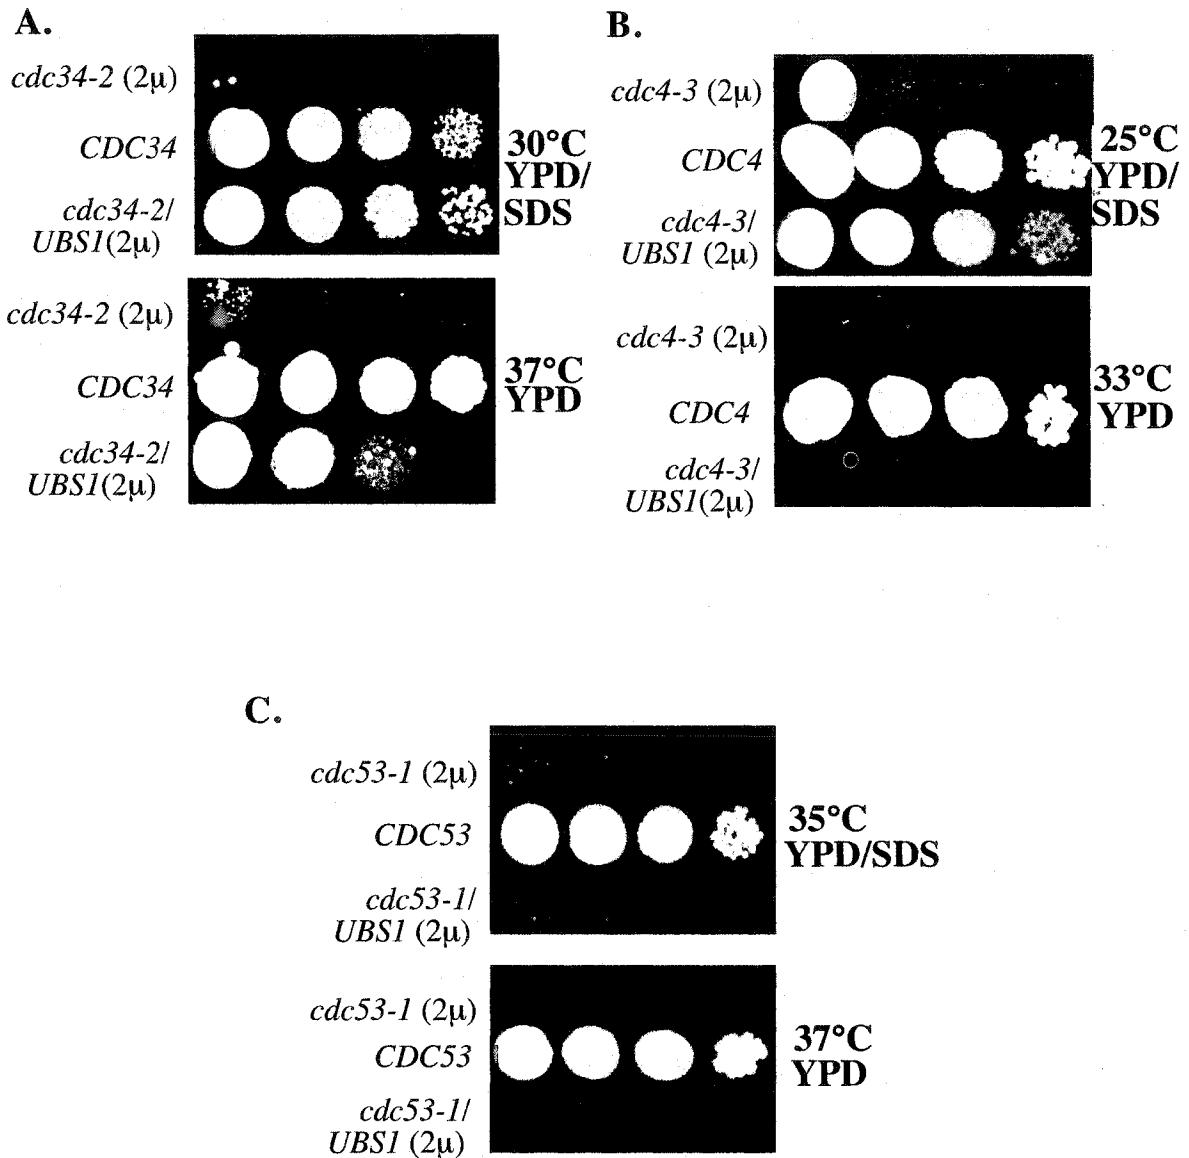 A.
cdc34-2 (2μ)
CDC34
cdc34-2/
UBS1(2μ)
30°C
YPD/
SDS
cdc34-2 (2μ)
CDC34
cdc34-2/
UBS1(2μ)
37°C
YPD
B.
cdc4-3 (2μ)
CDC4
cdc4-3/
UBS1 (2μ)
25°C
YPD/
SDS
cdc4-3 (2μ)
CDC4
cdc4-3/
UBS1(2μ)
33°C
YPD
C.
cdc53-1 (2μ)
CDC53
cdc53-1/
UBS1 (2μ)
35°C
YPD/SDS
cdc53-1 (2μ)
CDC53
cdc53-1/
UBS1 (2μ)
37°C
YPD